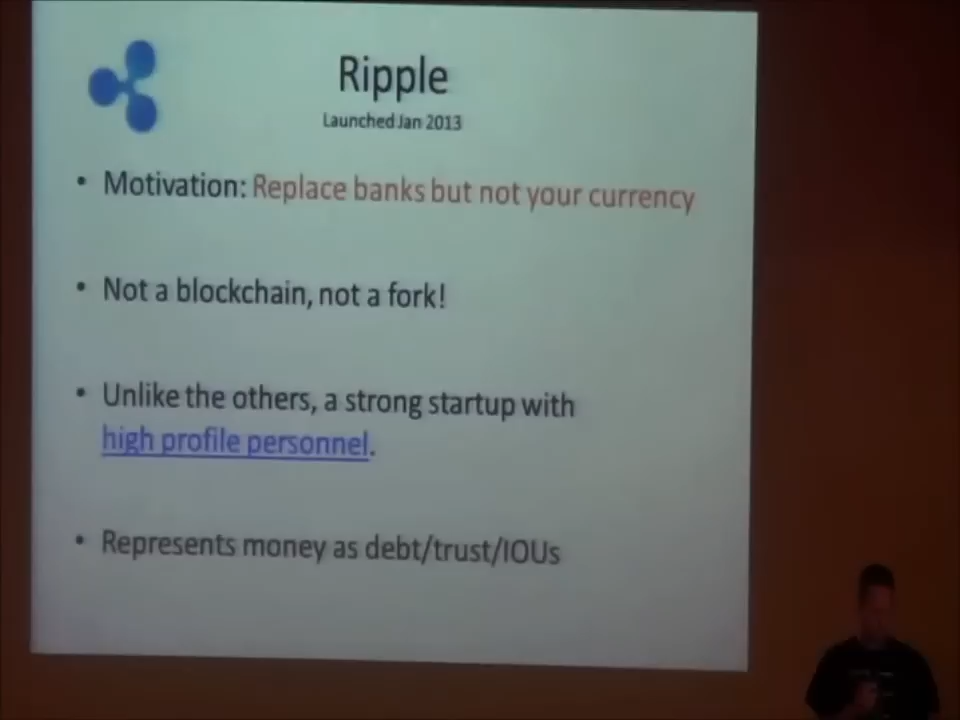 Ripple
Launched Jan 2013
• Motivation: Replace banks but not your currency
• Not a blockchain, not a fork!
• Unlike the others, a strong startup with
high profile personnel.
• Represents money as debt/trust/IOUs